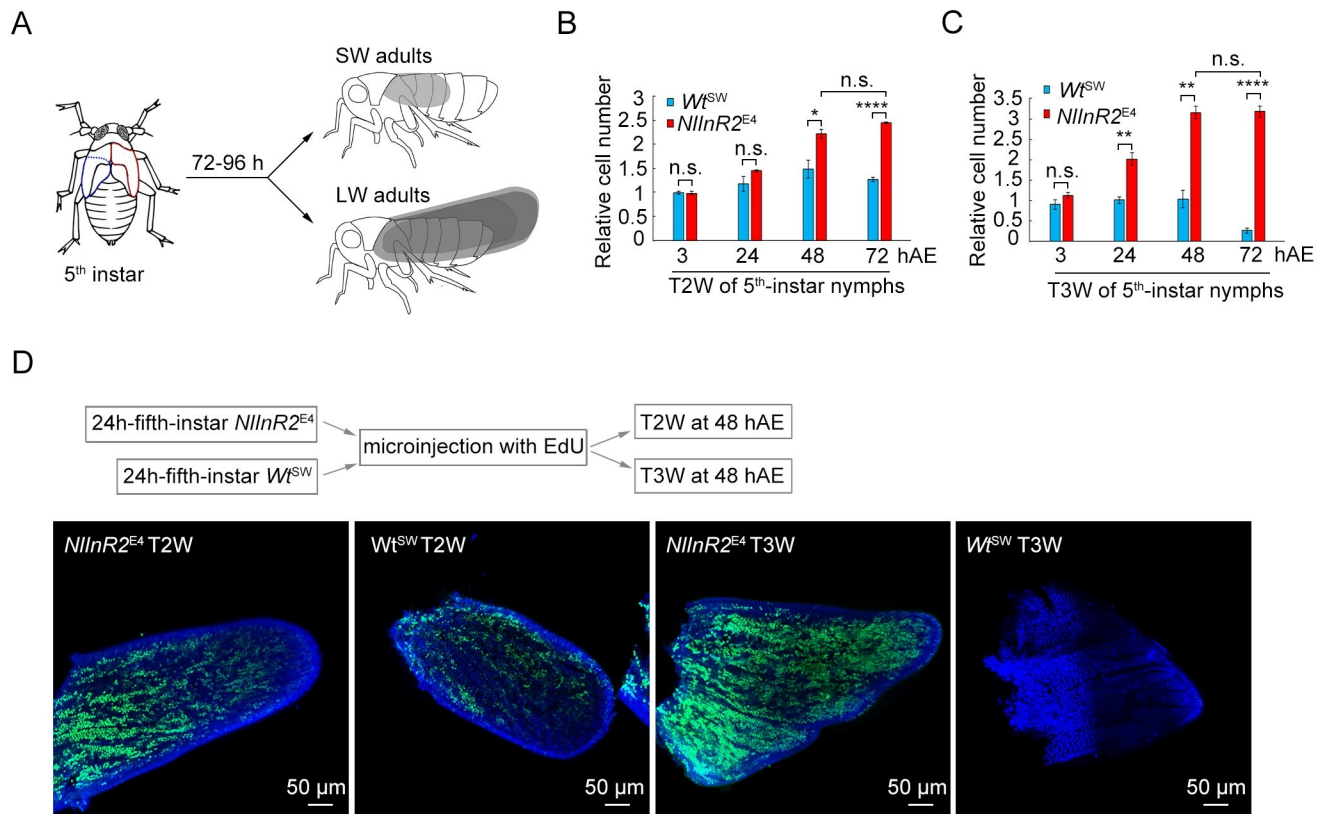 A
SW adults
72-96 h
LW adults
5th instar
B
Relative cell number
WtSW
NlInR2E4
n.s.
n.s.
n.s.
*
****
3
2.5
2
1.5
1
0.5
0
3 24 48 72 hAE
T2W of 5th-instar nymphs
C
Relative cell number
WtSW
NlInR2E4
n.s.
n.s.
**
**
****
3.5
3
2.5
2
1.5
1
0.5
0
3 24 48 72 hAE
T3W of 5th-instar nymphs
D
24h-fifth-instar NlInR2E4
24h-fifth-instar WtSW
microinjection with EdU
T2W at 48 hAE
T3W at 48 hAE
NlInR2E4 T2W
50 μm
WtSW T2W
50 μm
NlInR2E4 T3W
50 μm
WtSW T3W
50 μm